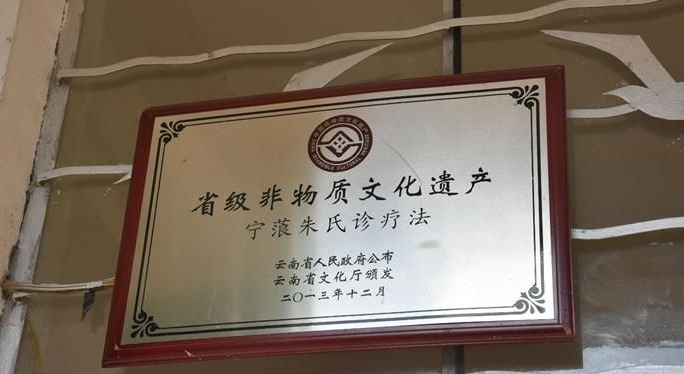 省级非物质文化遗产
宁蒗朱氏诊疗法
云南省人民政府公布
云南省文化厅颁发
二〇一三年十二月